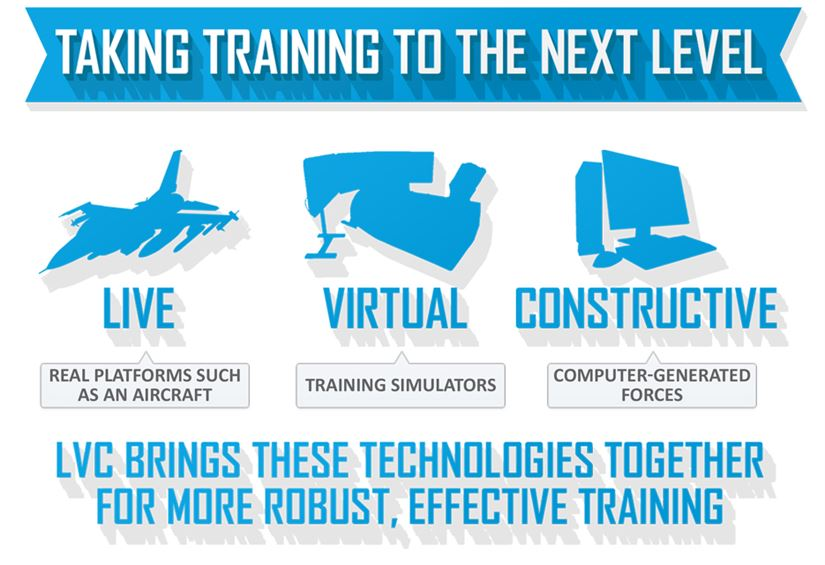 TAKING TRAINING TO THE NEXT LEVEL
LIVE
REAL PLATFORMS SUCH
AS AN AIRCRAFT
VIRTUAL
TRAINING SIMULATORS
CONSTRUCTIVE
COMPUTER-GENERATED
FORCES
LVC BRINGS THESE TECHNOLOGIES TOGETHER
FOR MORE ROBUST, EFFECTIVE TRAINING